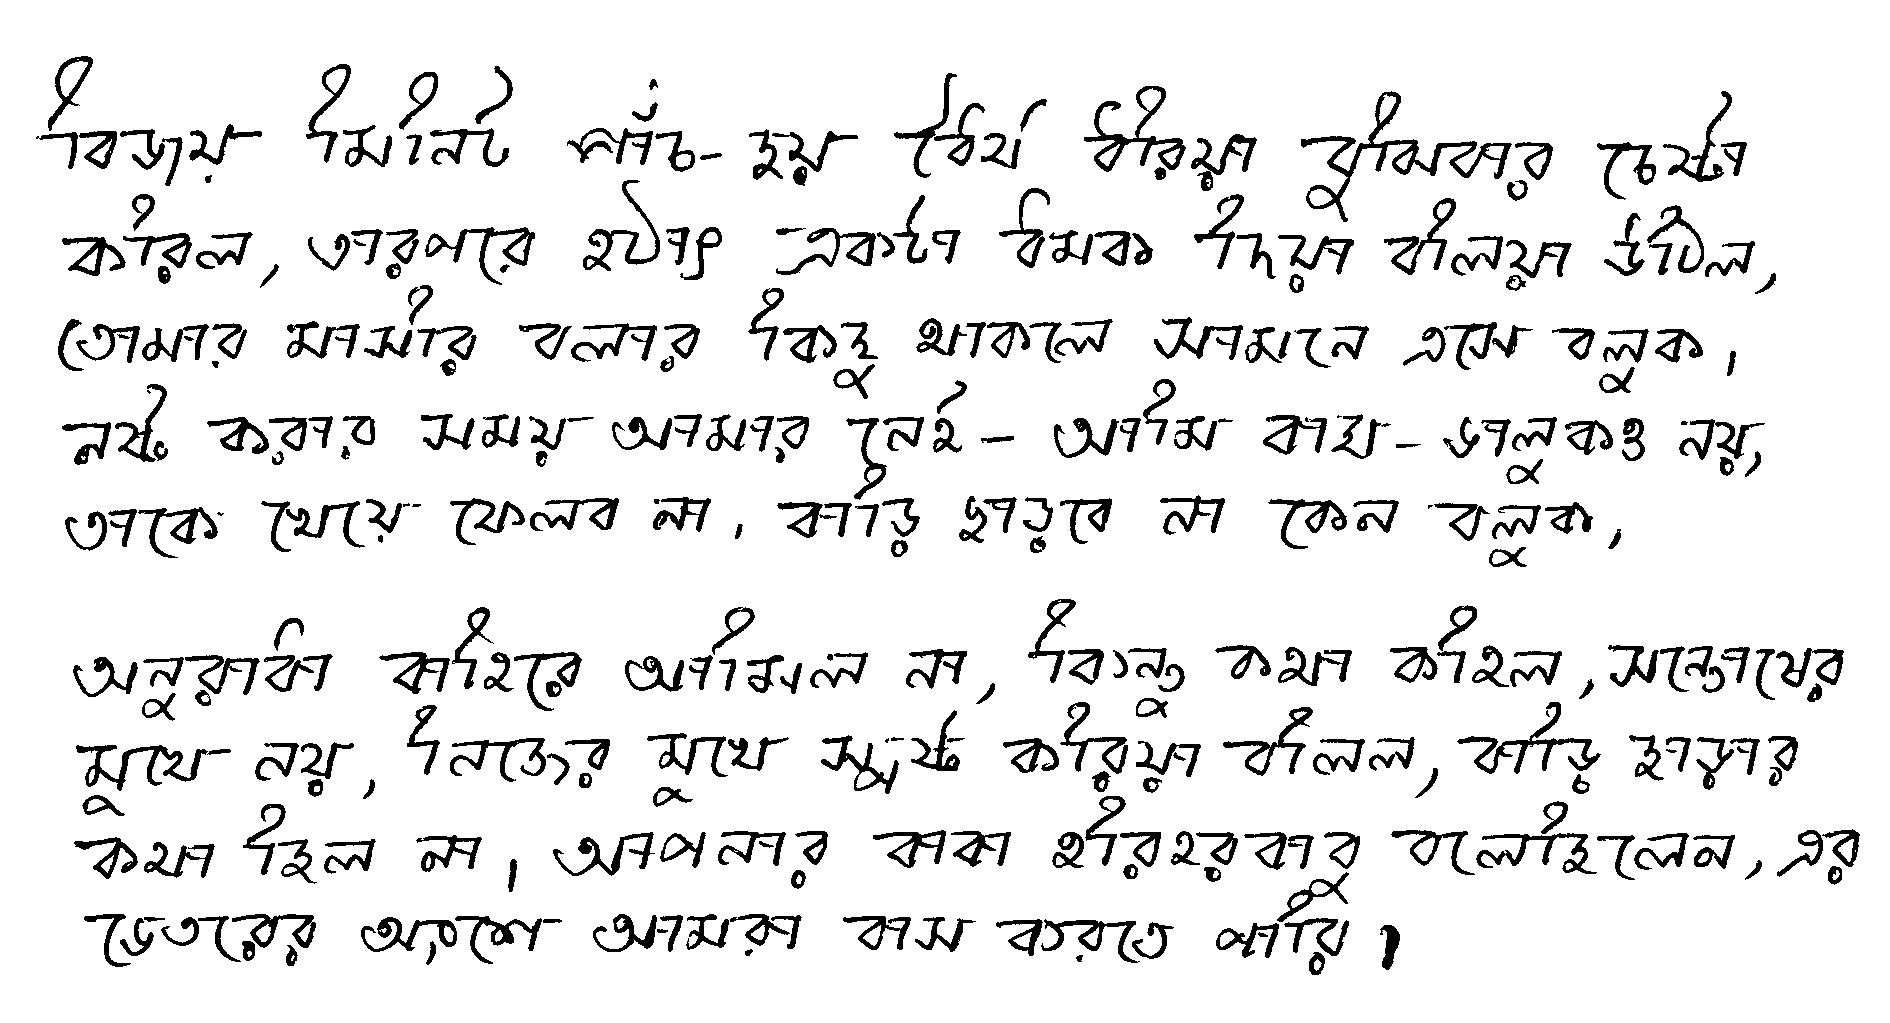 বিজয় মিনিট পাঁচ-ছয় ধৈর্য ধরিয়া বুঝিবার চেষ্টা
করিল, তারপরে হঠাৎ একটা ধমক দিয়া বলিয়া উঠিল,
তোমার মাসীর বলার কিছু থাকলে সামনে এসে বলুক।
নষ্ট করার সময় আমার নেই - আমি বাঘ-ভালুকও নয়,
তাকে খেয়ে ফেলব না। বাড়ি ছাড়বে না কেন বলুক,
অনুরাধা বাহিরে আসিল না, কিন্তু কথা কহিল, সন্তোষের
মুখে নয়, নিজের মুখে স্পষ্ট করিয়া বলিল, বাড়ি ছাড়ার
কথা ছিল না। আপনার বাবা হরিহরবাবু বলেছিলেন, এর
ভেতরের অংশে আমরা বাস করতে পারি।